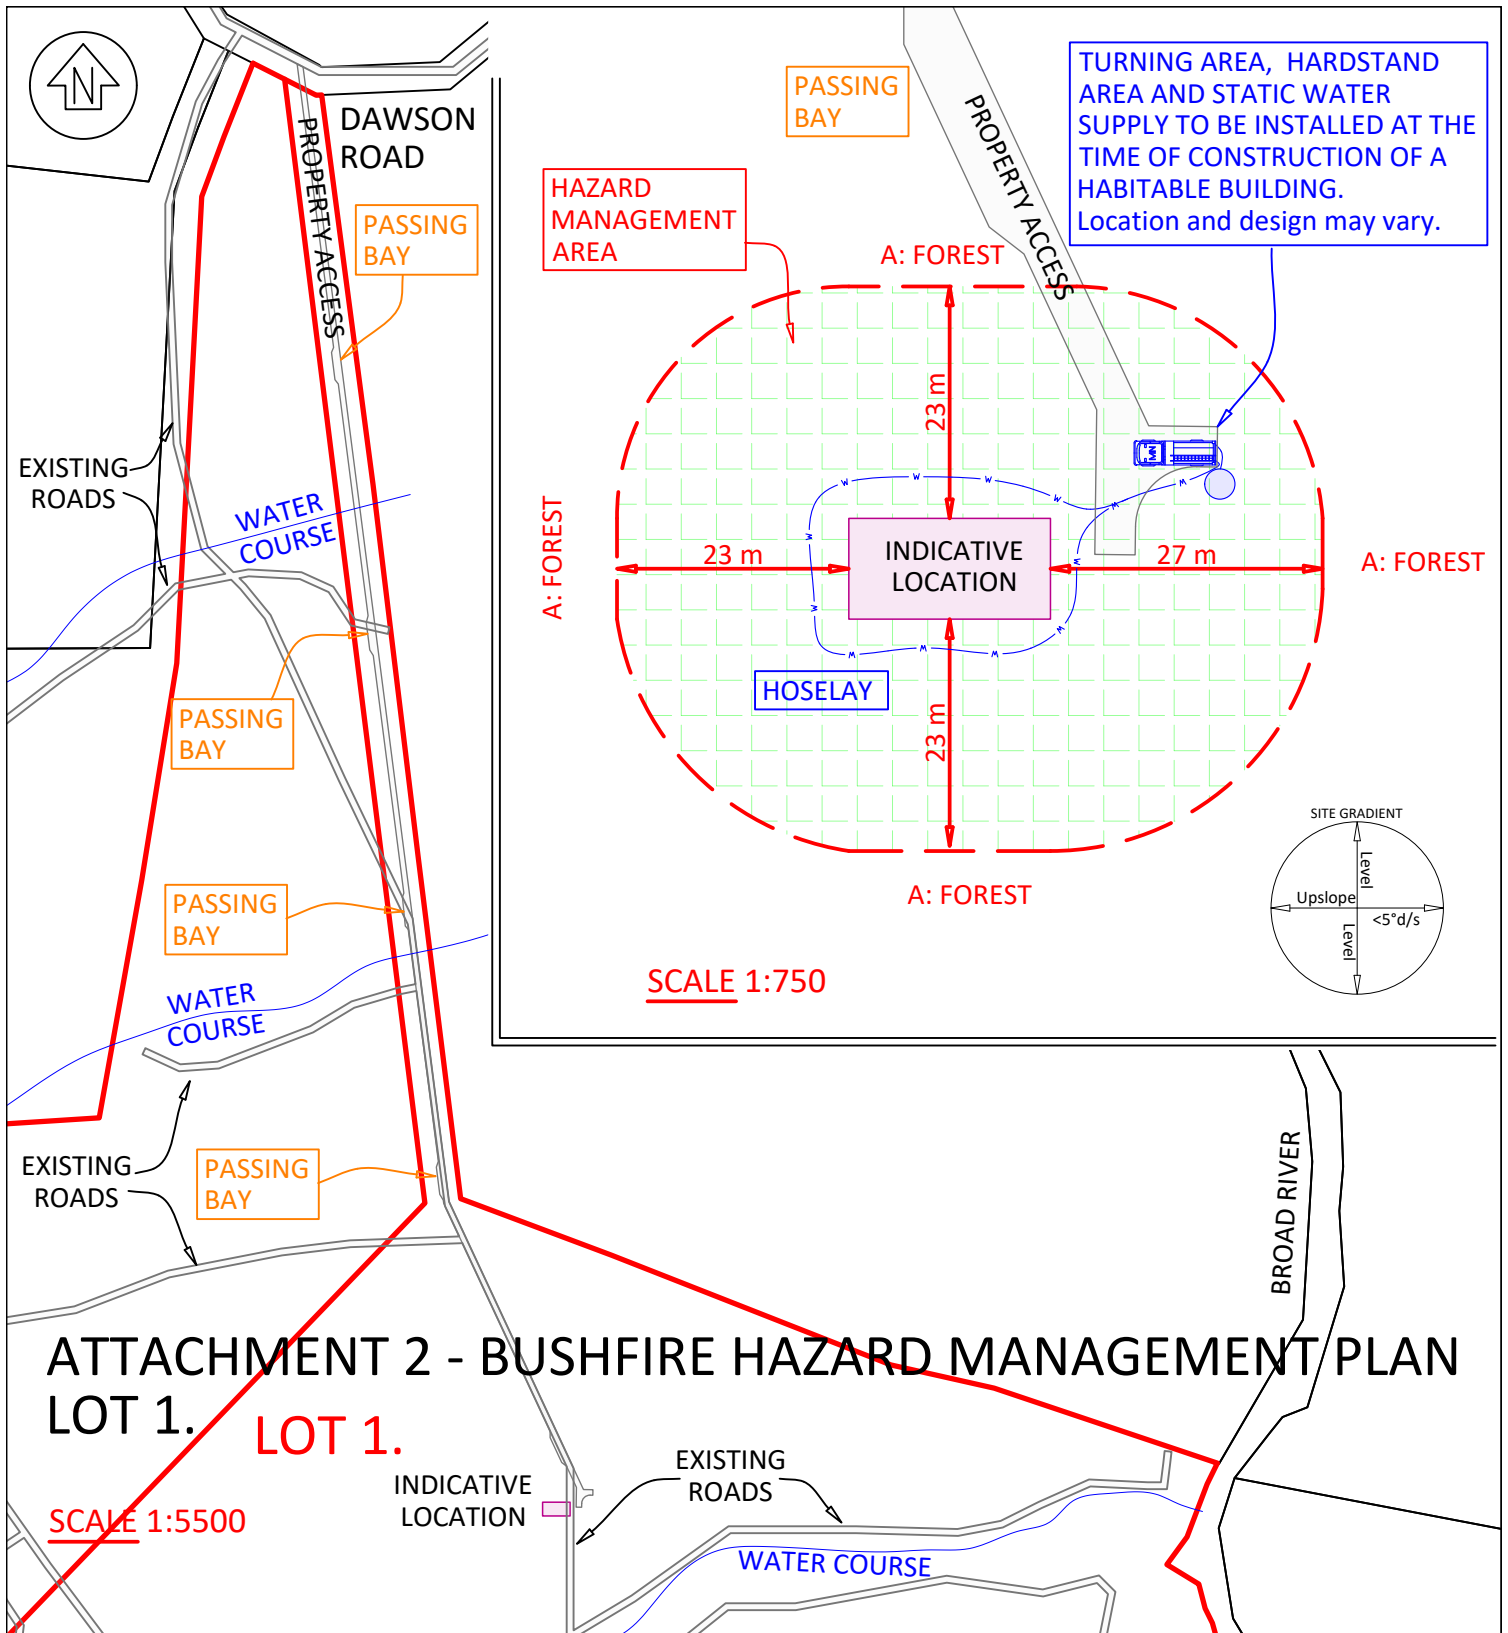 N
DAWSON
ROAD
PROPERTY ACCESS
PASSING
BAY
EXISTING
ROADS
WATER
COURSE
PASSING
BAY
PASSING
BAY
WATER
COURSE
EXISTING
ROADS
PASSING
BAY
PASSING
BAY
PROPERTY ACCESS
TURNING AREA, HARDSTAND
AREA AND STATIC WATER
SUPPLY TO BE INSTALLED AT THE
TIME OF CONSTRUCTION OF A
HABITABLE BUILDING.
Location and design may vary.
HAZARD
MANAGEMENT
AREA
A: FOREST
23 m
A: FOREST
23 m
INDICATIVE
LOCATION
27 m
A: FOREST
W
W
W
W
W
W
W
W
W
W
W
W
W
HOSELAY
23 m
A: FOREST
SCALE 1:750
SITE GRADIENT
Level
Upslope
<5°d/s
Level
BROAD RIVER
ATTACHMENT 2 - BUSHFIRE HAZARD MANAGEMENT PLAN
LOT 1.
LOT 1.
SCALE 1:5500
INDICATIVE
LOCATION
EXISTING
ROADS
WATER COURSE